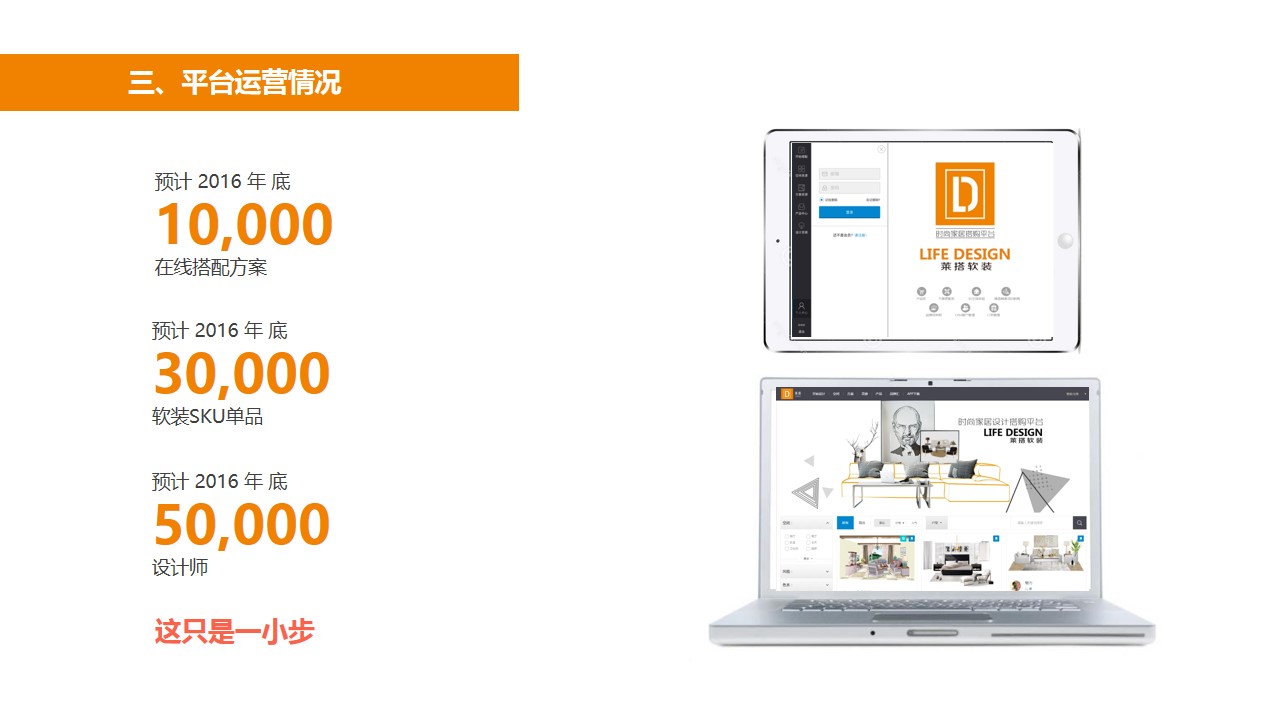 三、平台运营情况
预计 2016 年 底
10,000
在线搭配方案
预计 2016 年 底
30,000
软装SKU单品
预计 2016 年 底
50,000
设计师
这只是一小步
时尚家居搭购平台
LIFE DESIGN
莱搭软装
时尚家居设计搭购平台
LIFE DESIGN
莱搭软装